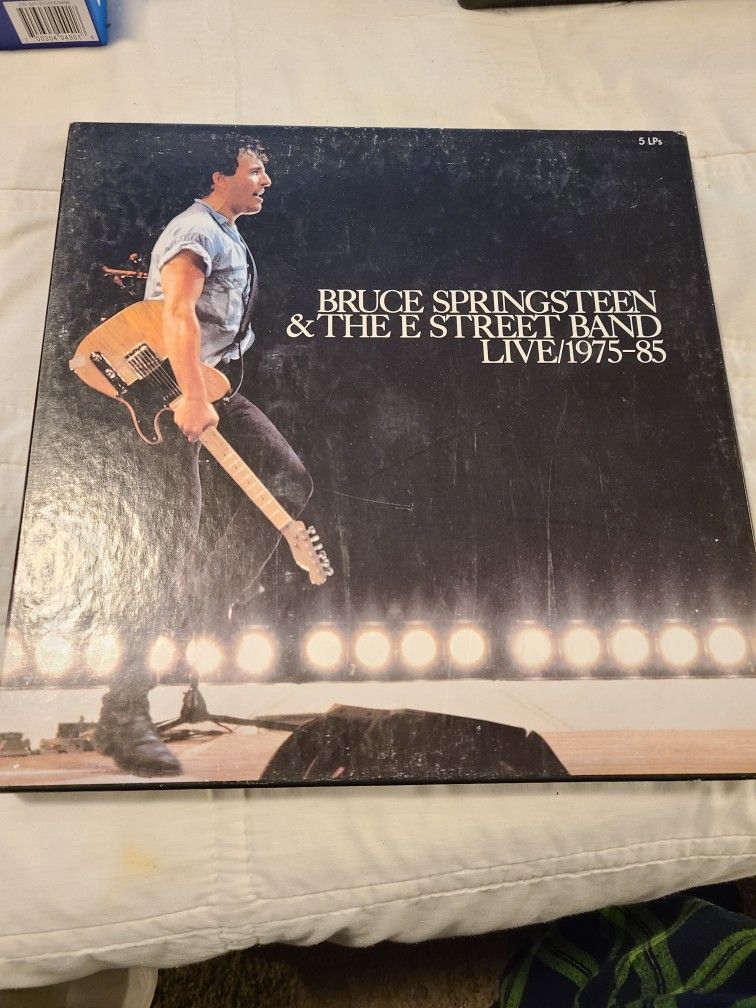 5 LPs
BRUCE SPRINGSTEEN
& THE E STREET BAND
LIVE/1975–85